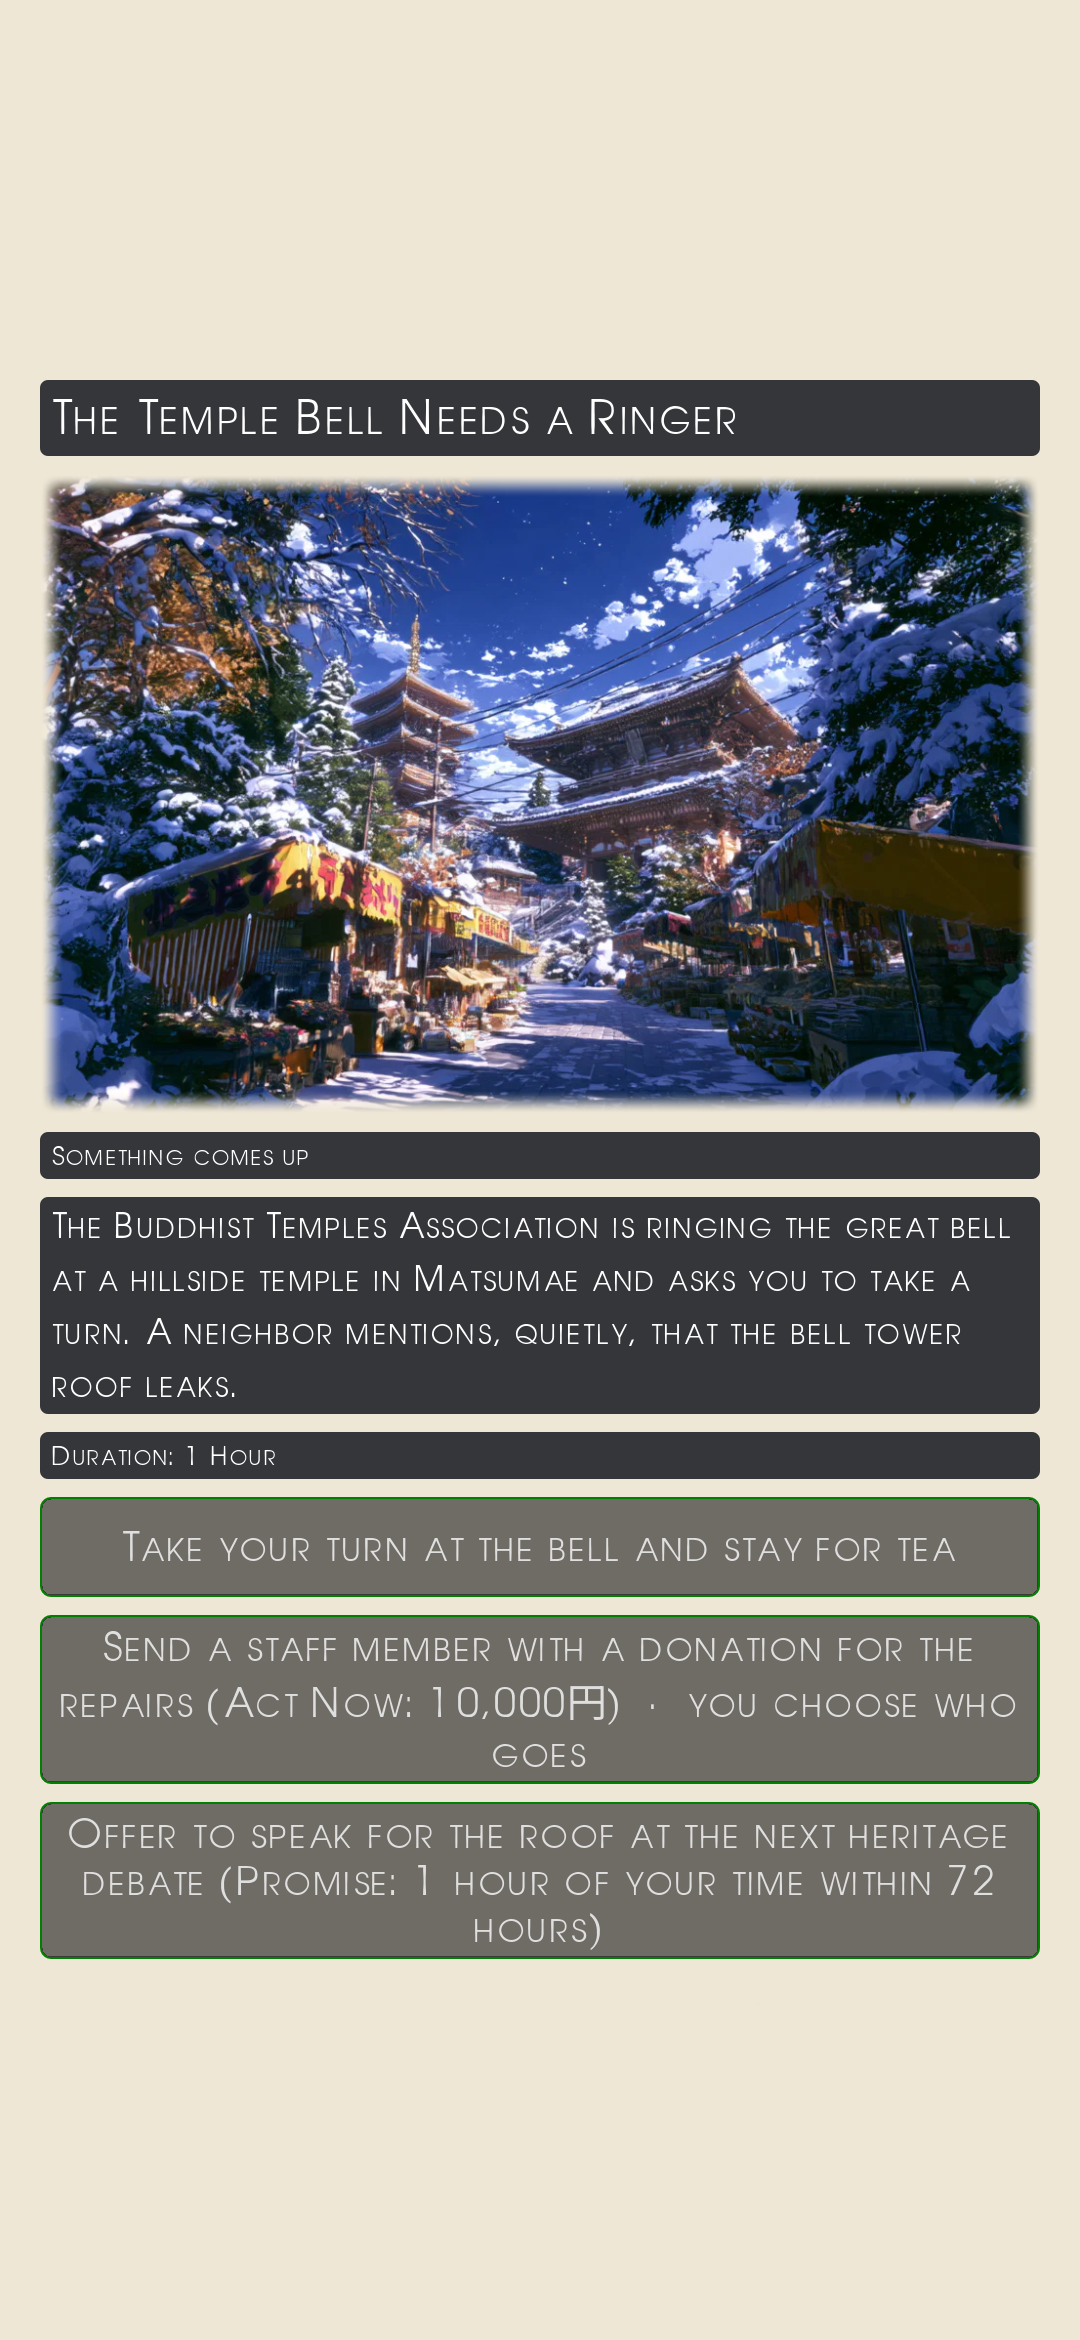 The Temple Bell Needs a Ringer
Something comes up
The Buddhist Temples Association is ringing the great bell
at a hillside temple in Matsumae and asks you to take a
turn. A neighbor mentions, quietly, that the bell tower
roof leaks.
Duration: 1 Hour
Take your turn at the bell and stay for tea
Send a staff member with a donation for the
repairs (Act Now: 10,000円) · you choose who
goes
Offer to speak for the roof at the next heritage
debate (Promise: 1 hour of your time within 72
hours)